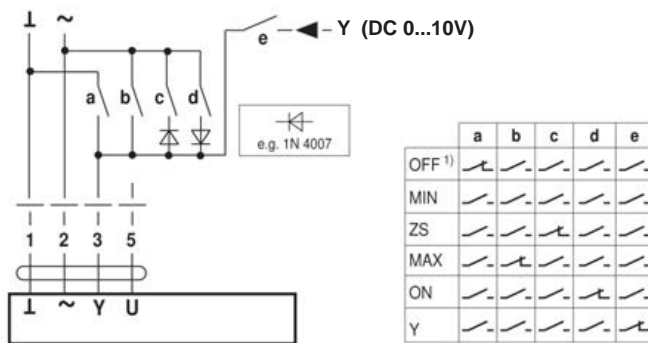 ⊥ ~
e Y (DC 0...10V)
a b c d
e.g. 1N 4007
1 2 3 5
⊥ ~ Y U
a b c d e
OFF 1)
MIN
ZS
MAX
ON
Y